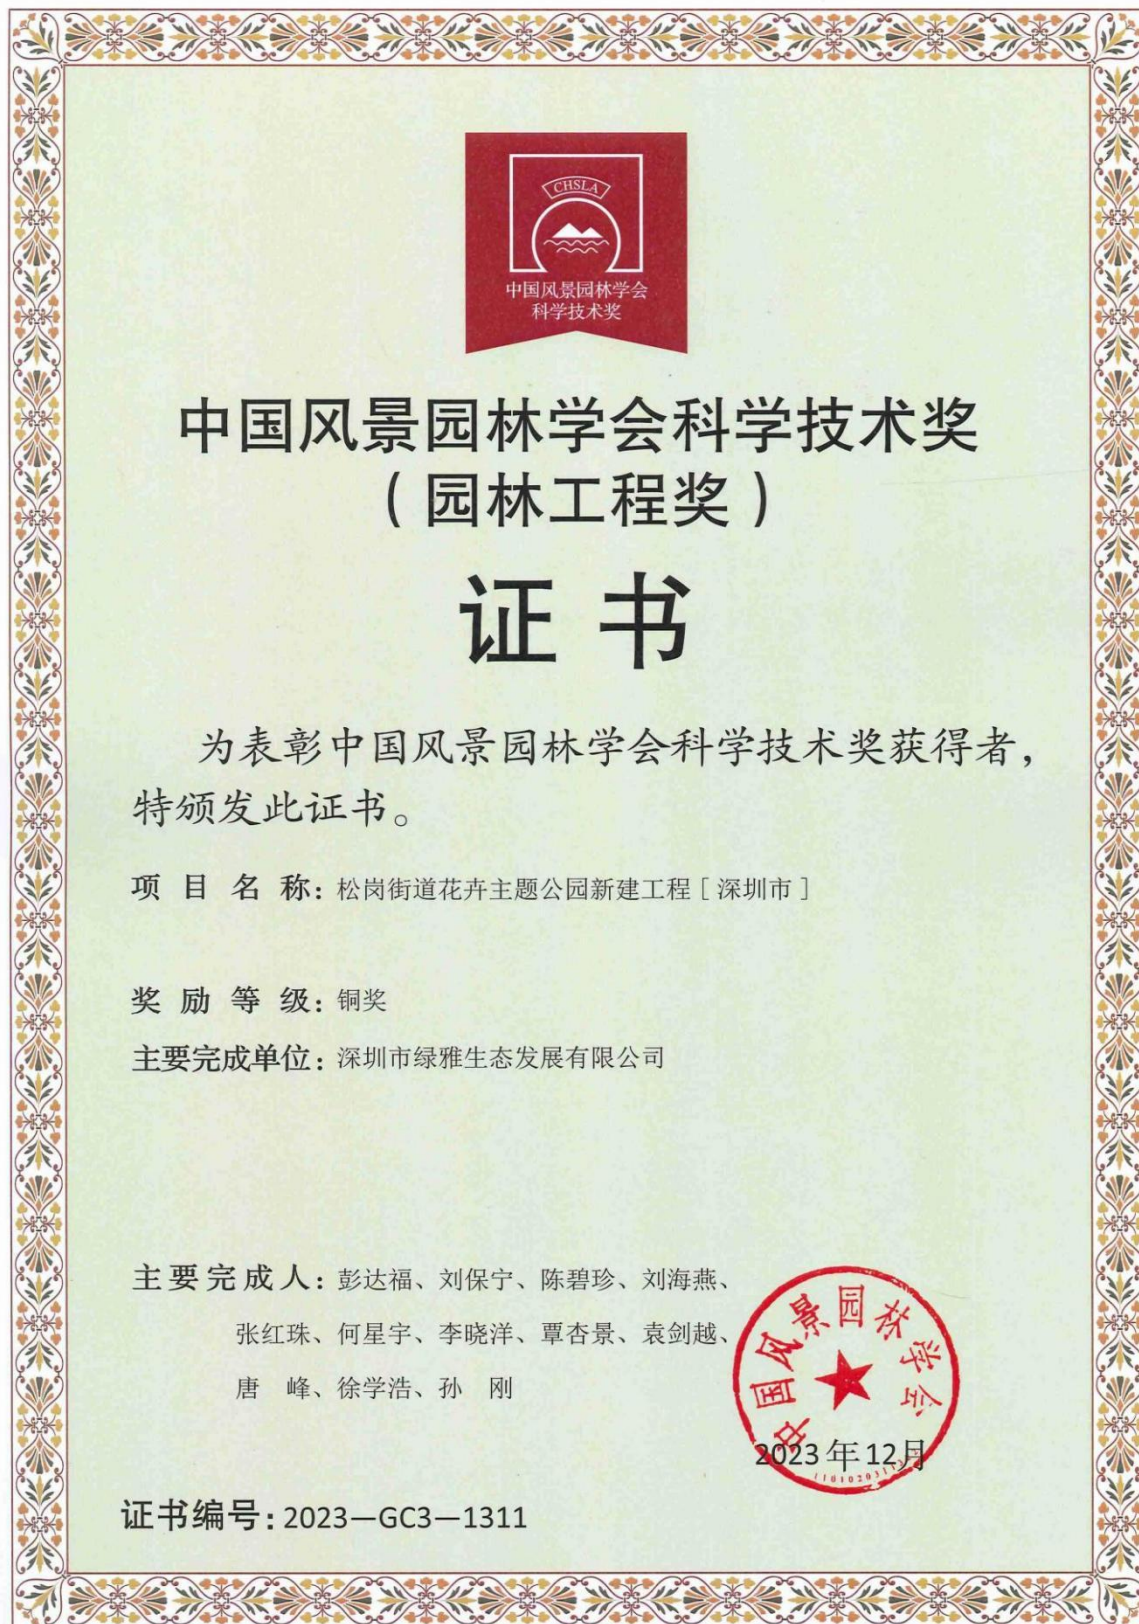 CHSLA
中国风景园林学会
科学技术奖
中国风景园林学会科学技术奖
（园林工程奖）
证书
为表彰中国风景园林学会科学技术奖获得者，
特颁发此证书。
项目名称：松岗街道花卉主题公园新建工程［深圳市］
奖励等级：铜奖
主要完成单位：深圳市绿雅生态发展有限公司
主要完成人：彭达福、刘保宁、陈碧珍、刘海燕、
张红珠、何星宇、李晓洋、覃杏景、袁剑越、
唐　峰、徐学浩、孙　刚
中国风景园林学会
2023年12月
证书编号：2023—GC3—1311